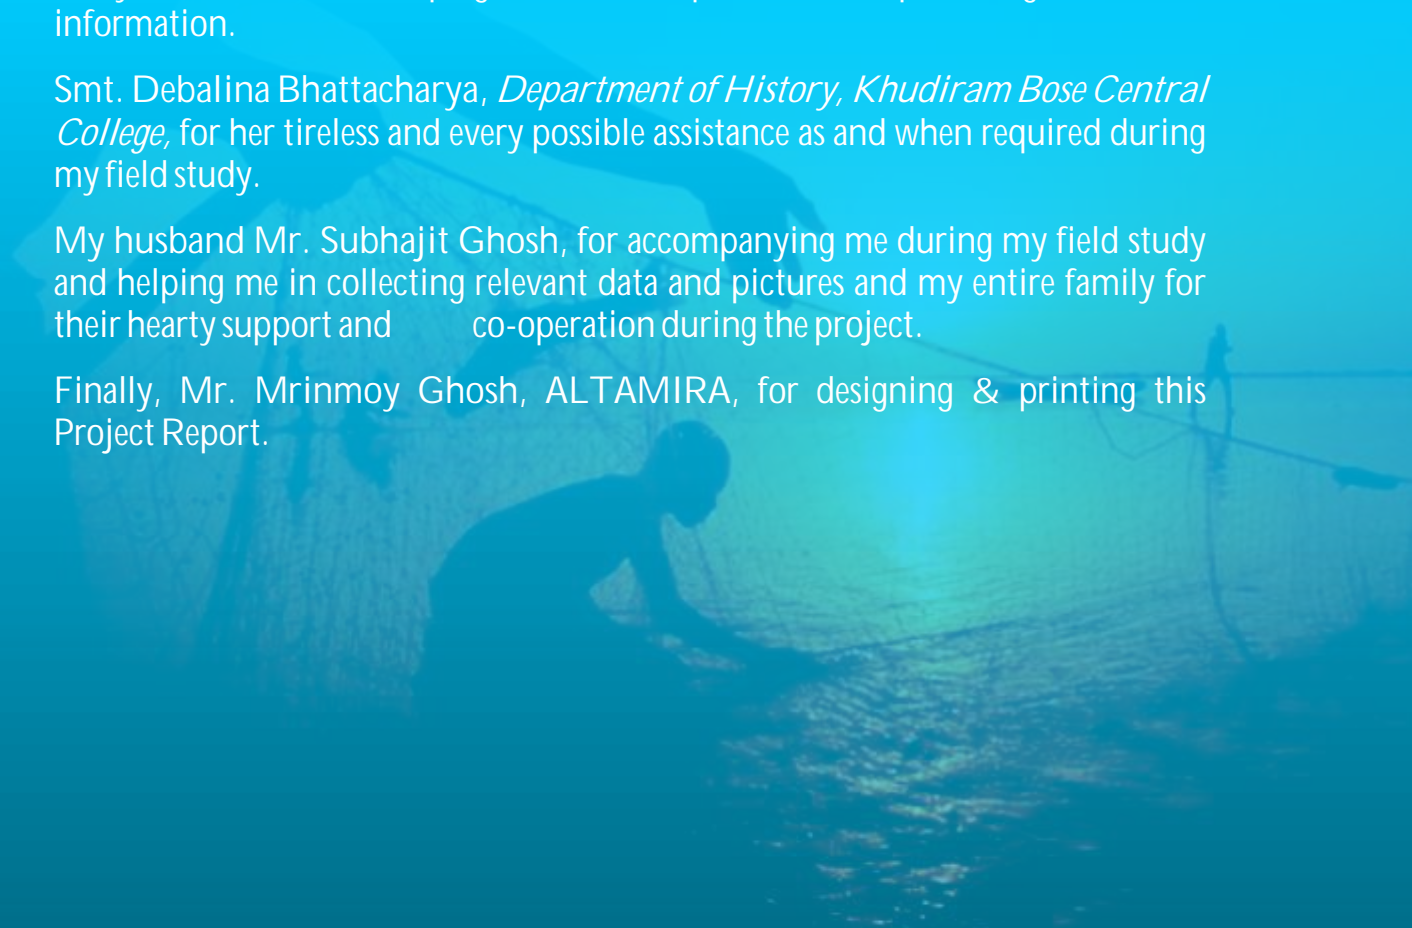 information.
Smt. Debalina Bhattacharya, Department of History, Khudiram Bose Central
College, for her tireless and every possible assistance as and when required during
my field study.
My husband Mr. Subhajit Ghosh, for accompanying me during my field study
and helping me in collecting relevant data and pictures and my entire family for
their hearty support and co-operation during the project.
Finally, Mr. Mrinmoy Ghosh, ALTAMIRA, for designing & printing this
Project Report.